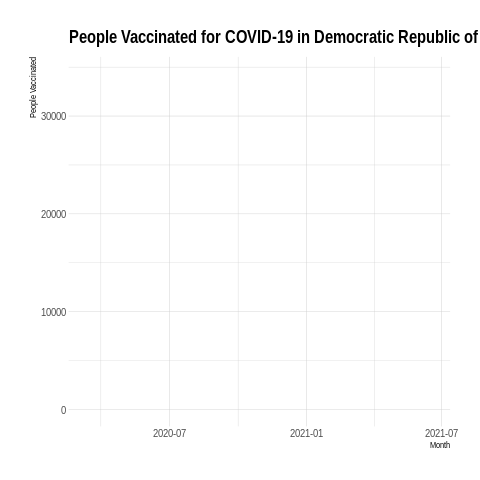 People Vaccinated for COVID-19 in Democratic Republic of
People Vaccinated
30000
20000
10000
0
2020-07
2021-01
2021-07
Month